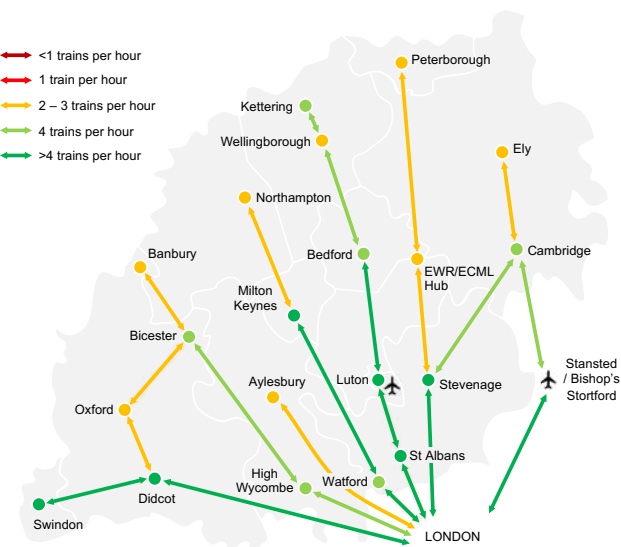 <1 trains per hour
1 train per hour
2 – 3 trains per hour
4 trains per hour
>4 trains per hour
Peterborough
Kettering
Wellingborough
Ely
Northampton
Banbury
Bedford
Cambridge
EWR/ECML
Hub
Milton
Keynes
Bicester
Aylesbury
Luton
Stevenage
Stansted
/ Bishop's
Stortford
Oxford
St Albans
High
Wycombe
Watford
Didcot
Swindon
LONDON